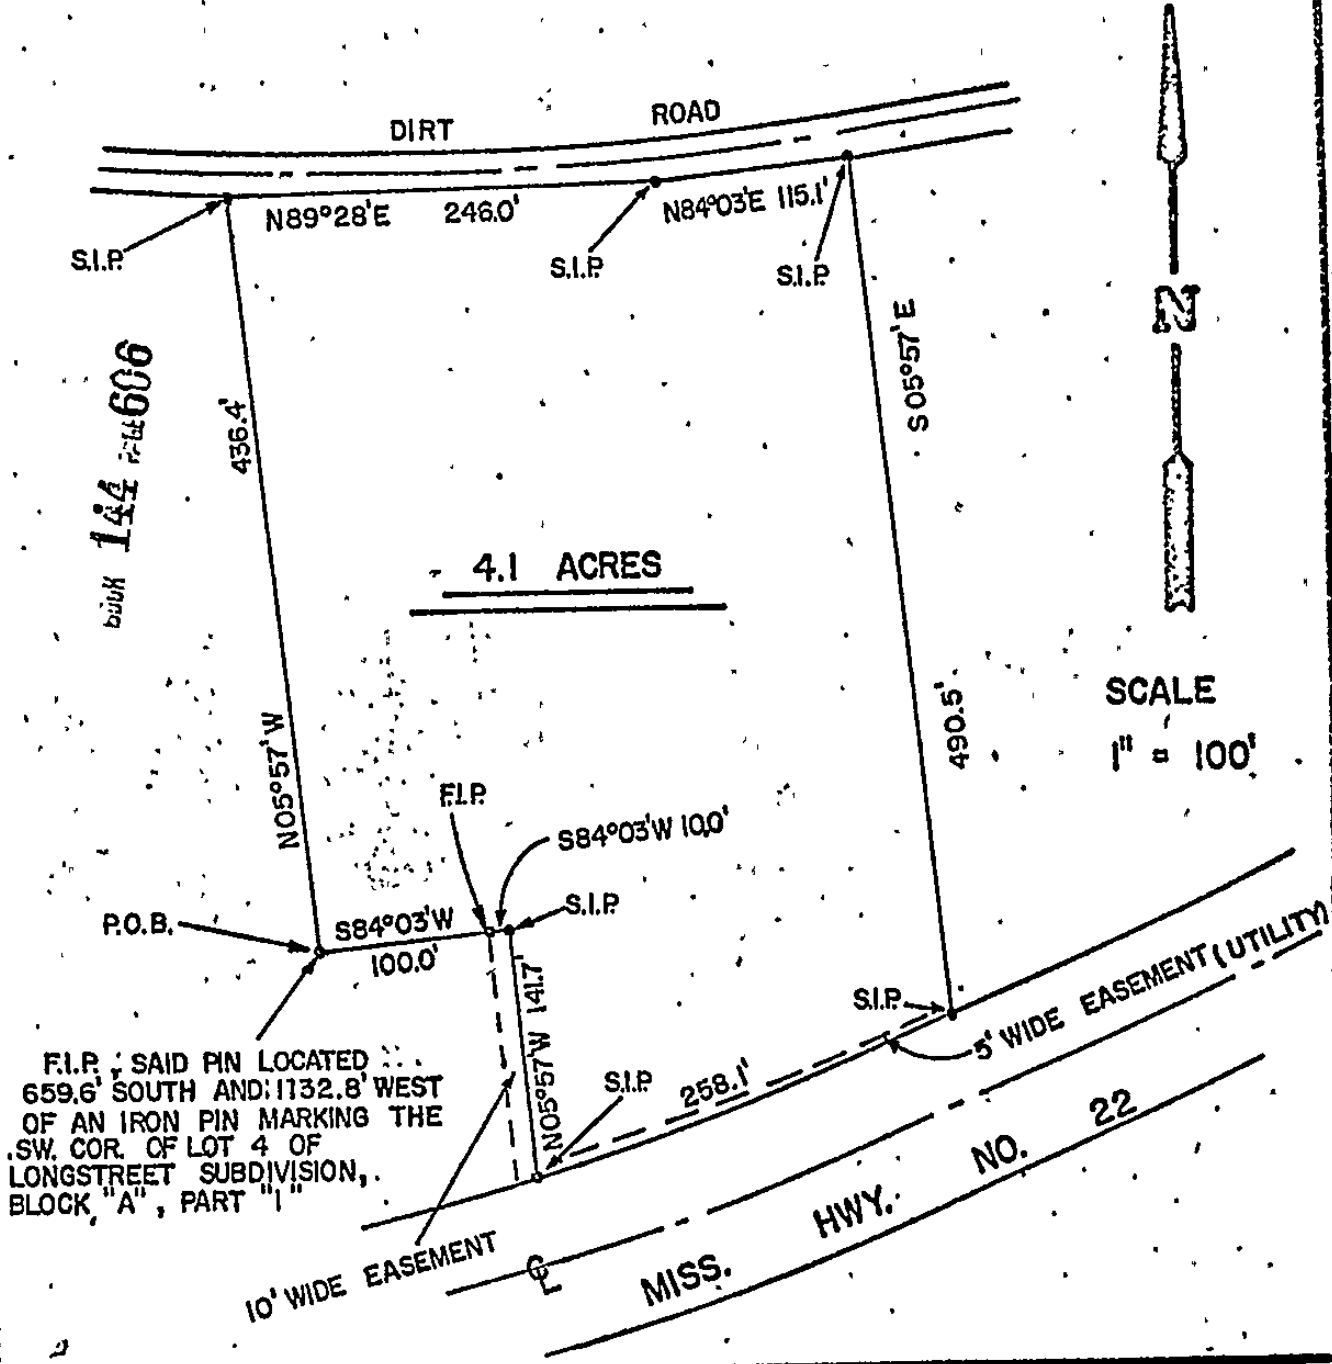 DIRT ROAD
N89°28'E 246.0'
N84°03'E 115.1'
S.I.P.
S.I.P.
S.I.P.
S 05°57' E
490.5'
436.4'
N05°57' W
BOOK 144 PAGE 606
4.1 ACRES
N
SCALE
1" = 100'
F.I.P.
S84°03'W 10.0'
S.I.P.
P.O.B.
S84°03'W
100.0'
N05°57'W 141.7'
S.I.P.
258.1'
S.I.P.
5' WIDE EASEMENT (UTILITY)
F.I.P.; SAID PIN LOCATED
659.6' SOUTH AND 1132.8' WEST
OF AN IRON PIN MARKING THE
SW. COR. OF LOT 4 OF
LONGSTREET SUBDIVISION,
BLOCK "A", PART "1"
10' WIDE EASEMENT
CL
MISS. HWY. NO. 22